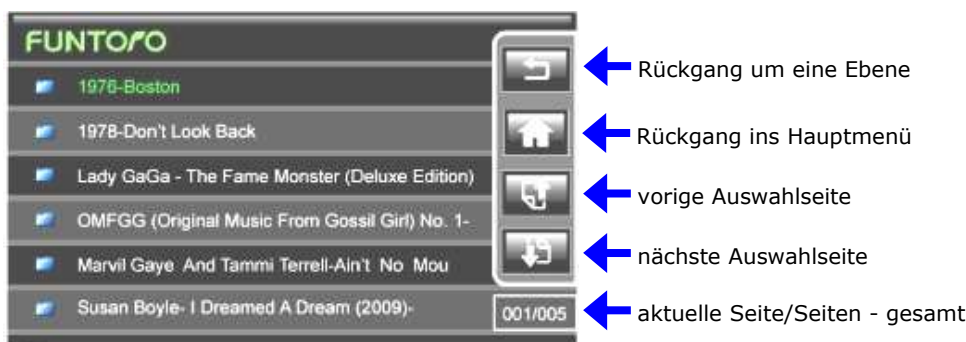 FUNTORO
1976-Boston
1978-Don't Look Back
Lady GaGa - The Fame Monster (Deluxe Edition)
OMFGG (Original Music From Gossil Girl) No. 1-
Marvil Gaye And Tammi Terrell-Ain't No Mou
Susan Boyle- I Dreamed A Dream (2009)-
001/005
Rückgang um eine Ebene
Rückgang ins Hauptmenü
vorige Auswahlseite
nächste Auswahlseite
aktuelle Seite/Seiten - gesamt